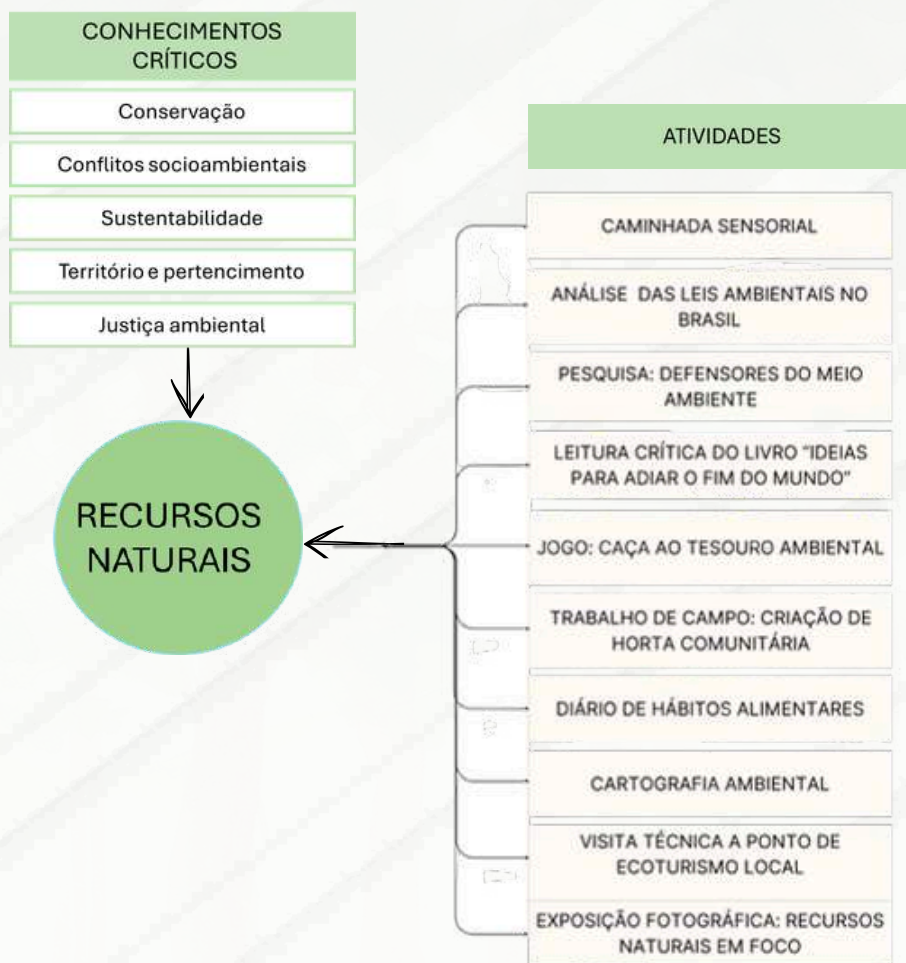 CONHECIMENTOS
CRÍTICOS
Conservação
Conflitos socioambientais
Sustentabilidade
Território e pertencimento
Justiça ambiental
RECURSOS
NATURAIS
ATIVIDADES
CAMINHADA SENSORIAL
ANÁLISE DAS LEIS AMBIENTAIS NO
BRASIL
PESQUISA: DEFENSORES DO MEIO
AMBIENTE
LEITURA CRÍTICA DO LIVRO "IDEIAS
PARA ADIAR O FIM DO MUNDO"
JOGO: CAÇA AO TESOURO AMBIENTAL
TRABALHO DE CAMPO: CRIAÇÃO DE
HORTA COMUNITÁRIA
DIÁRIO DE HÁBITOS ALIMENTARES
CARTOGRAFIA AMBIENTAL
VISITA TÉCNICA A PONTO DE
ECOTURISMO LOCAL
EXPOSIÇÃO FOTOGRÁFICA: RECURSOS
NATURAIS EM FOCO